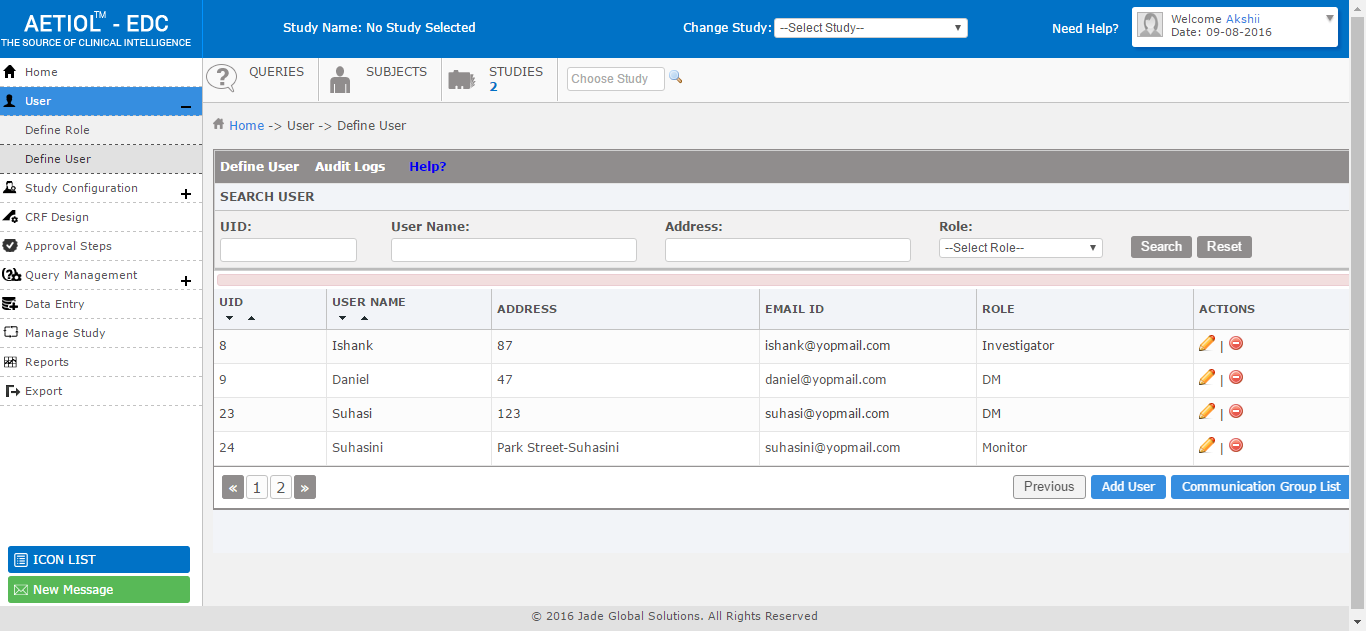 AETIOL™ - EDC
THE SOURCE OF CLINICAL INTELLIGENCE
Study Name: No Study Selected
Change Study: --Select Study--
Need Help?
Welcome Akshii
Date: 09-08-2016
Home
User
Define Role
Define User
Study Configuration
CRF Design
Approval Steps
Query Management
Data Entry
Manage Study
Reports
Export
ICON LIST
New Message
QUERIES
SUBJECTS
STUDIES
2
Choose Study
Home -> User -> Define User
Define User Audit Logs Help?
SEARCH USER
UID: User Name: Address: Role:
--Select Role-- Search Reset
UID USER NAME ADDRESS EMAIL ID ROLE ACTIONS
8 Ishank 87 ishank@yopmail.com Investigator |
9 Daniel 47 daniel@yopmail.com DM |
23 Suhasi 123 suhasi@yopmail.com DM |
24 Suhasini Park Street-Suhasini suhasini@yopmail.com Monitor |
« 1 2 » Previous Add User Communication Group List
© 2016 Jade Global Solutions. All Rights Reserved